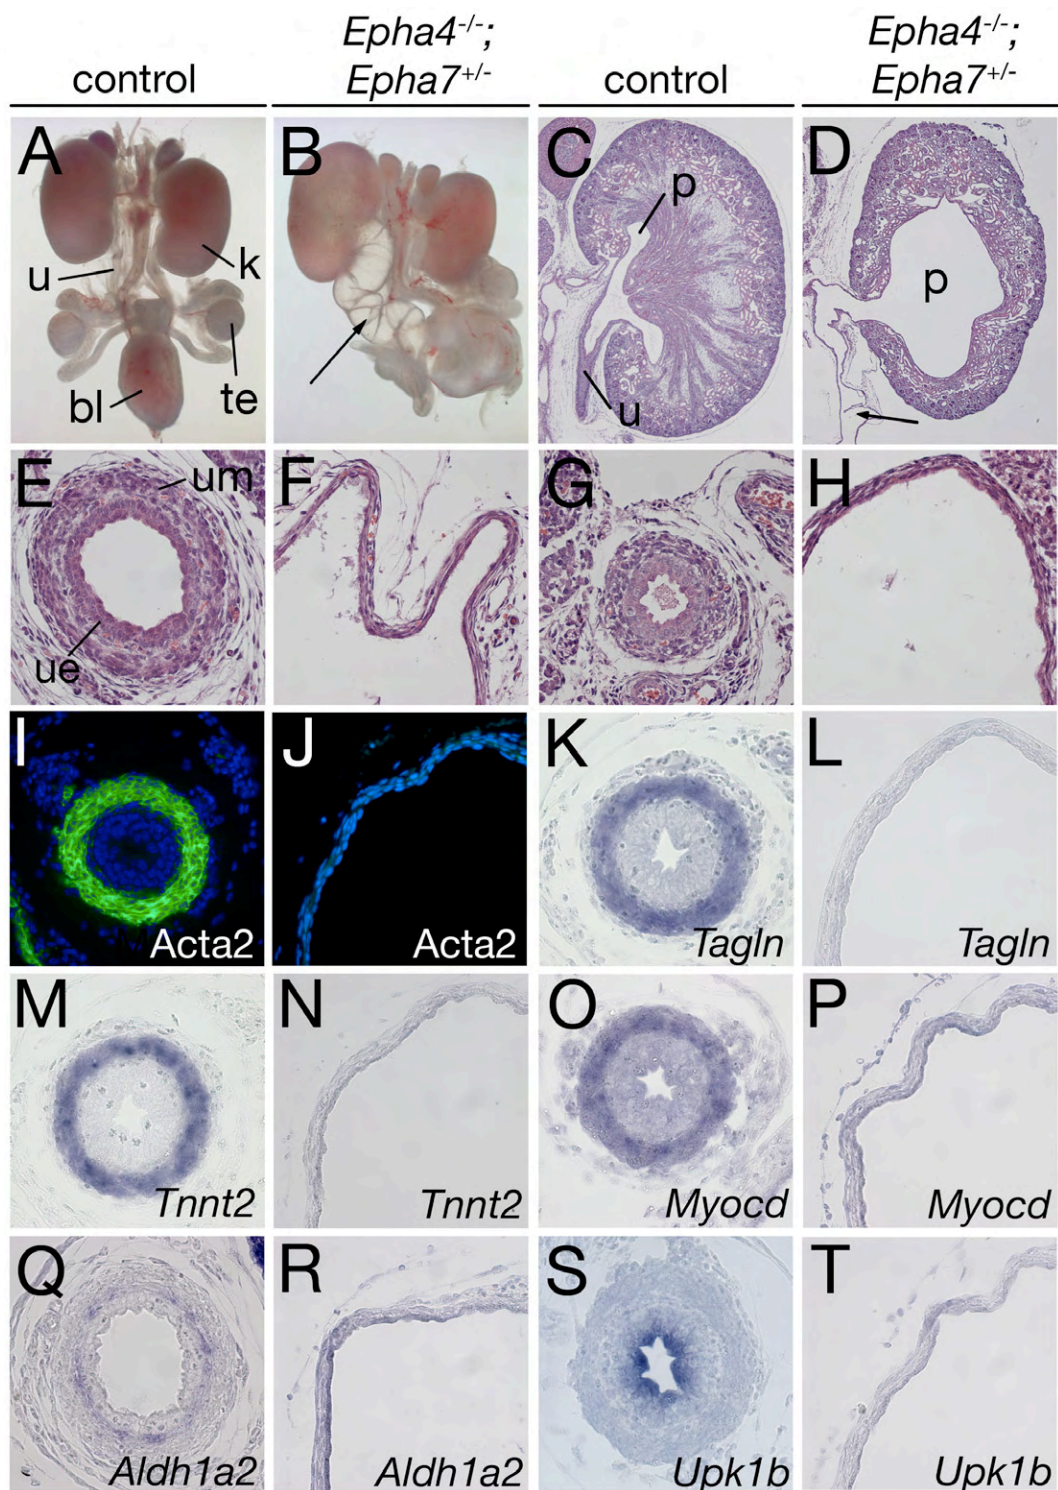 Epha4-/-; Epha4-/-;
control Epha7+/- control Epha7+/-
A B C D
p
u k p
bl te u
E um F G H
ue
I J K L
Acta2 Acta2 Tagln Tagln
M N O P
Tnnt2 Tnnt2 Myocd Myocd
Q R S T
Aldh1a2 Aldh1a2 Upk1b Upk1b